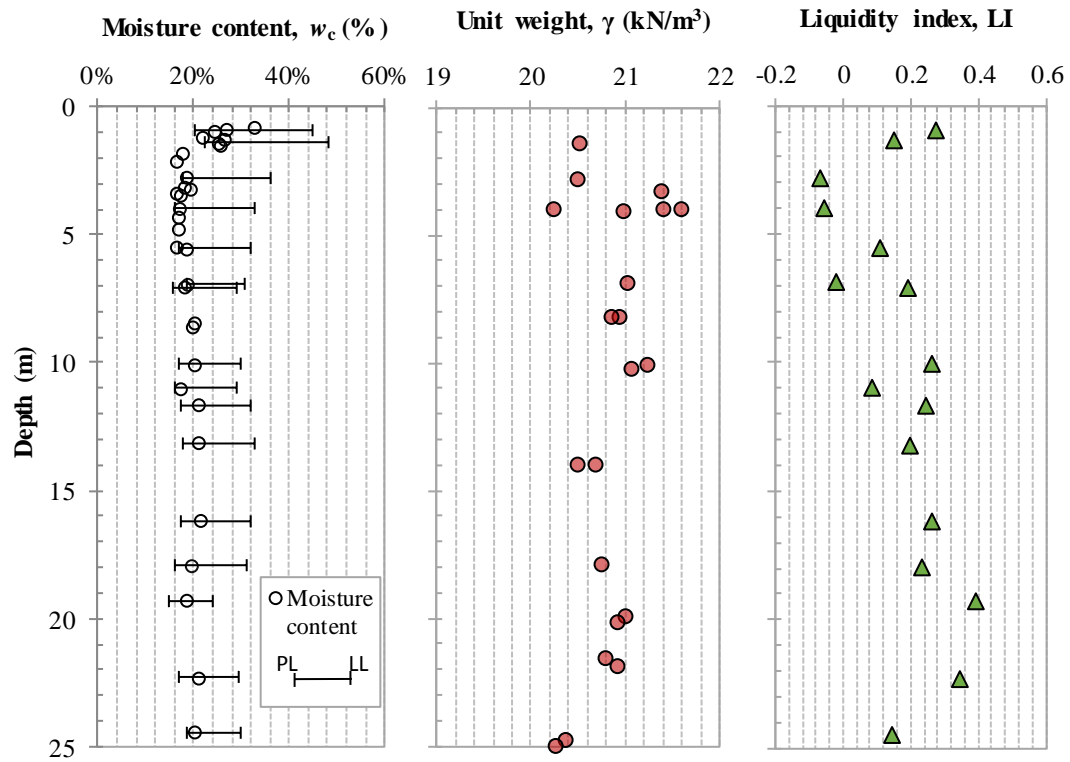 Moisture content, wc (%)
0% 20% 40% 60%
Unit weight, γ (kN/m³)
19 20 21 22
Liquidity index, LI
-0.2 0 0.2 0.4 0.6
Depth (m)
0
5
10
15
20
25
Moisture
content
PL LL